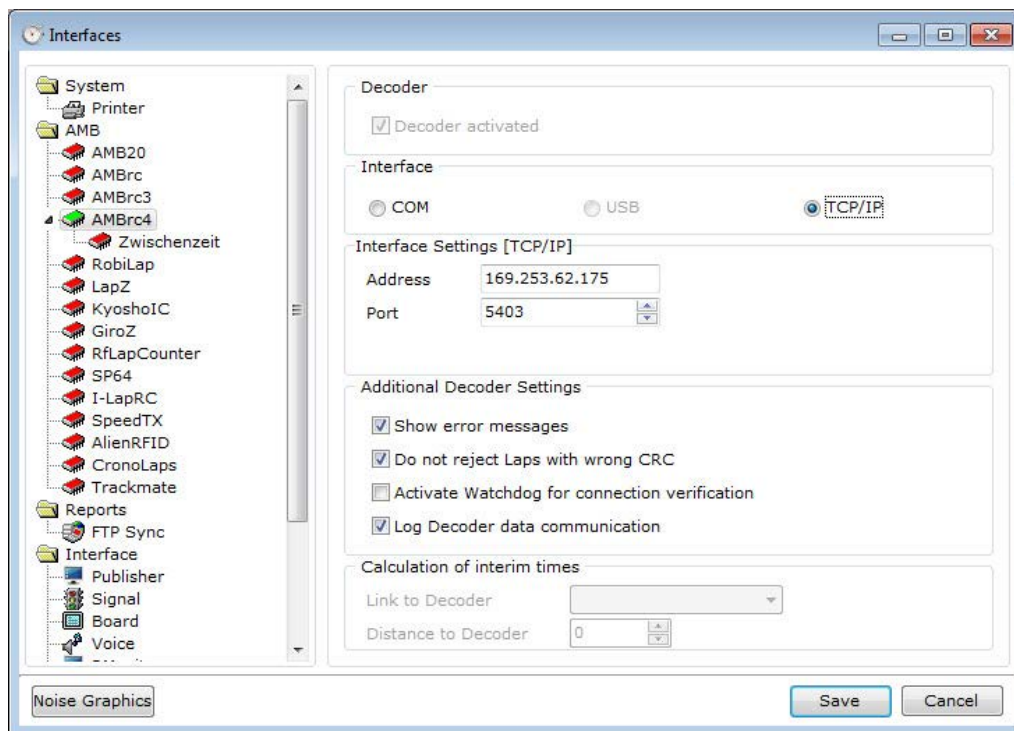 Interfaces
System
Printer
AMB
AMB20
AMBrc
AMBrc3
AMBrc4
Zwischenzeit
RobiLap
LapZ
KyoshoIC
GiroZ
RfLapCounter
SP64
I-LapRC
SpeedTX
AlienRFID
CronoLaps
Trackmate
Reports
FTP Sync
Interface
Publisher
Signal
Board
Voice
Decoder
Decoder activated
Interface
COM USB TCP/IP
Interface Settings [TCP/IP]
Address 169.253.62.175
Port 5403
Additional Decoder Settings
Show error messages
Do not reject Laps with wrong CRC
Activate Watchdog for connection verification
Log Decoder data communication
Calculation of interim times
Link to Decoder
Distance to Decoder 0
Noise Graphics Save Cancel